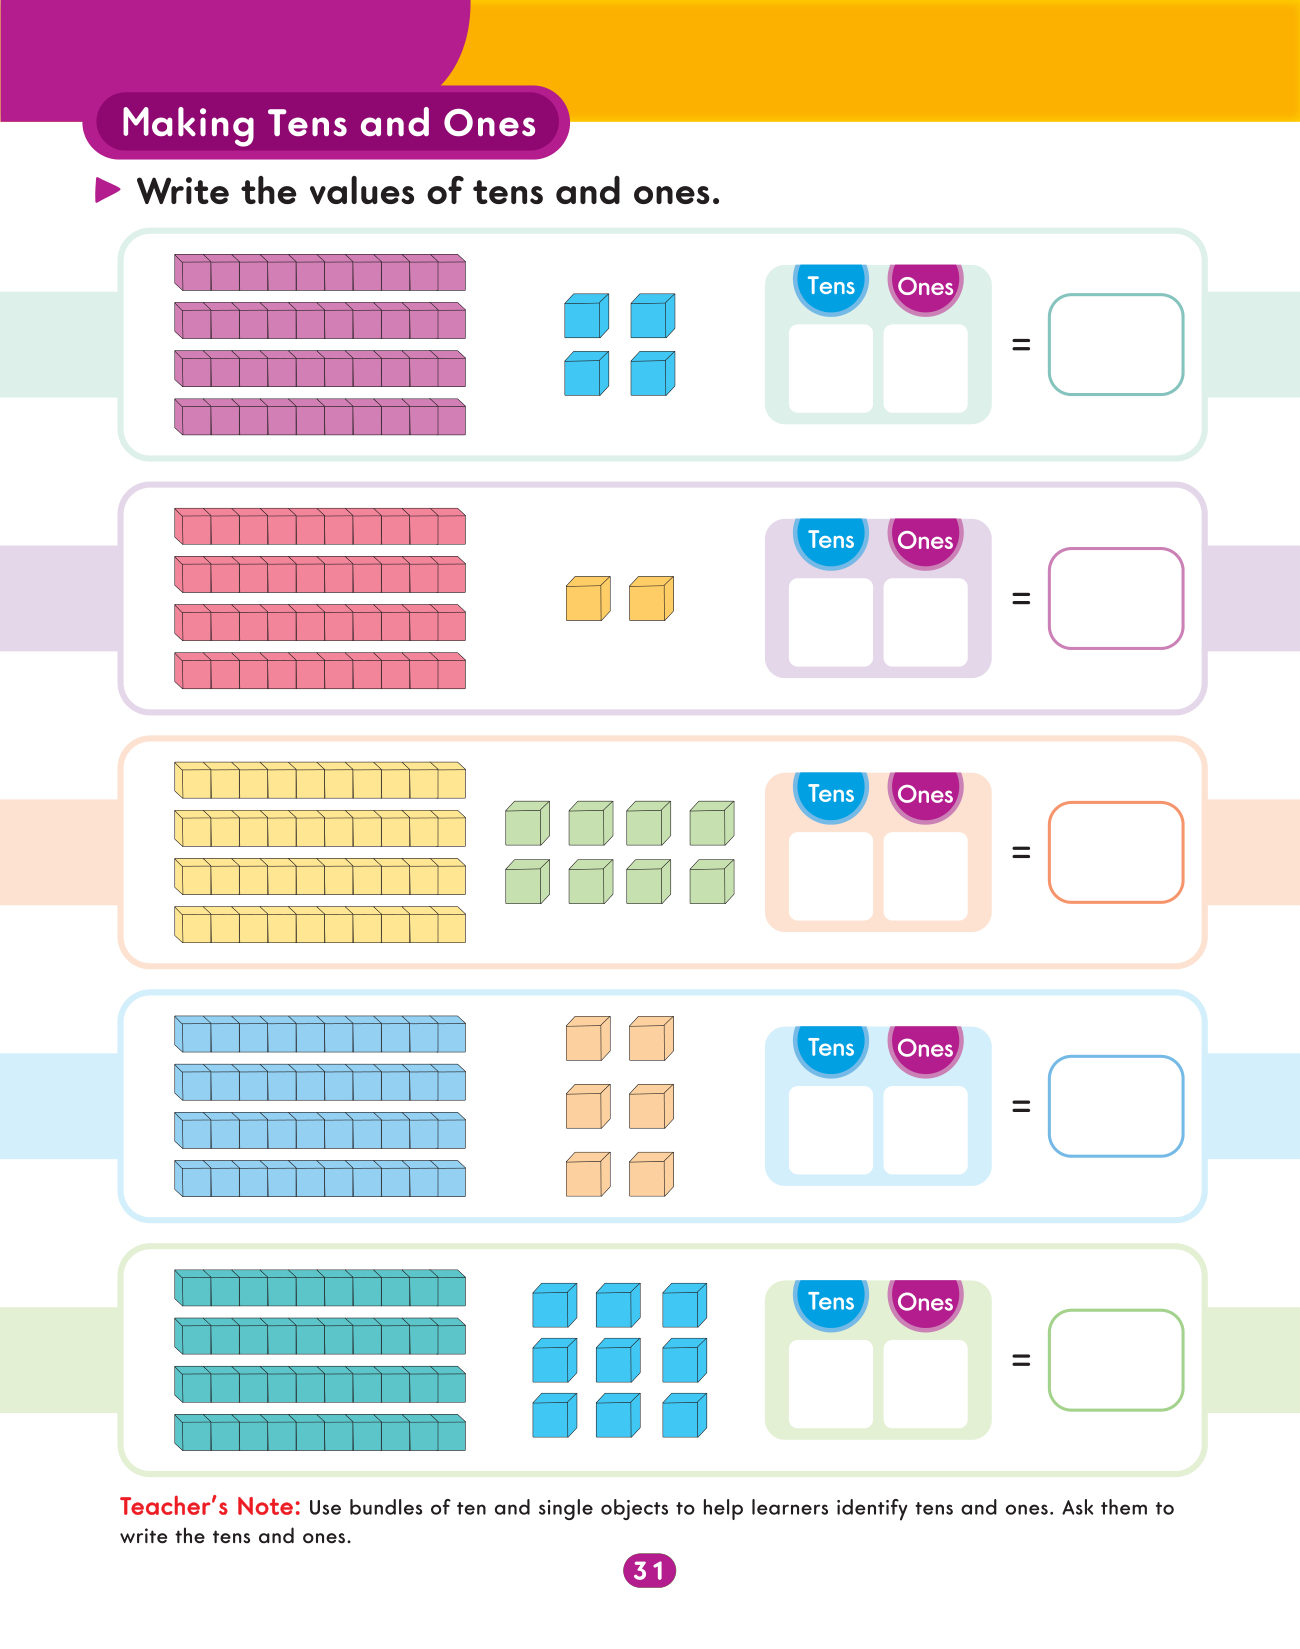 Making Tens and Ones
Write the values of tens and ones.
Tens Ones
=
Tens Ones
=
Tens Ones
=
Tens Ones
=
Tens Ones
=
Teacher's Note: Use bundles of ten and single objects to help learners identify tens and ones. Ask them to
write the tens and ones.
31